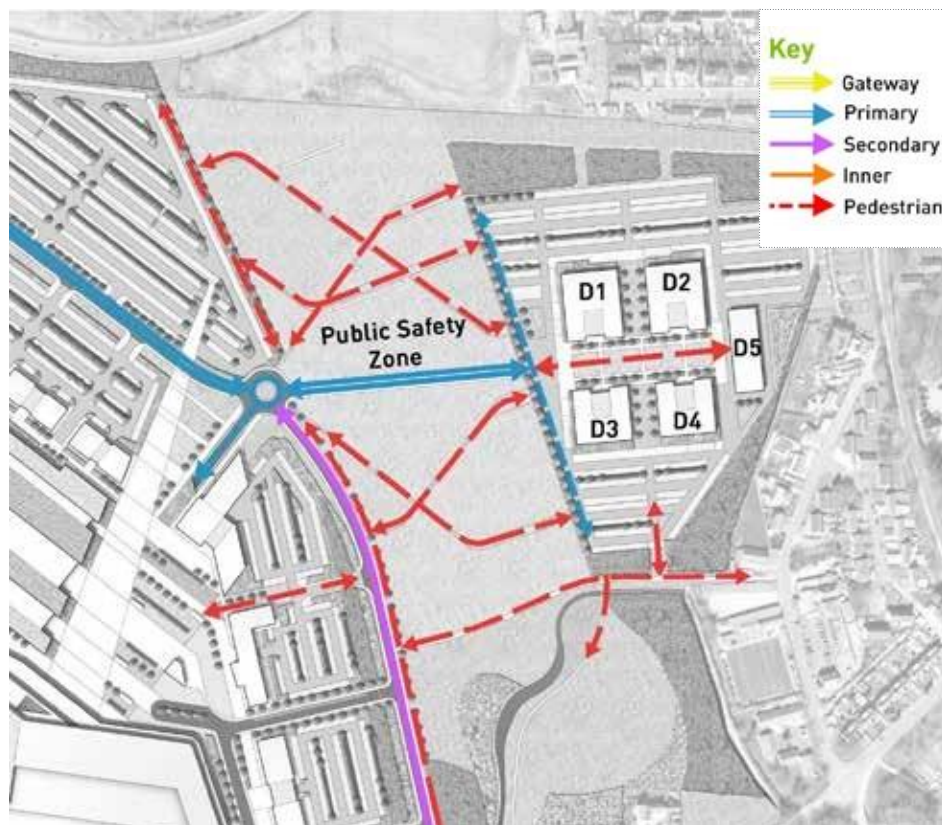 Key
Gateway
Primary
Secondary
Inner
Pedestrian
D1
D2
Public Safety
Zone
D5
D3
D4